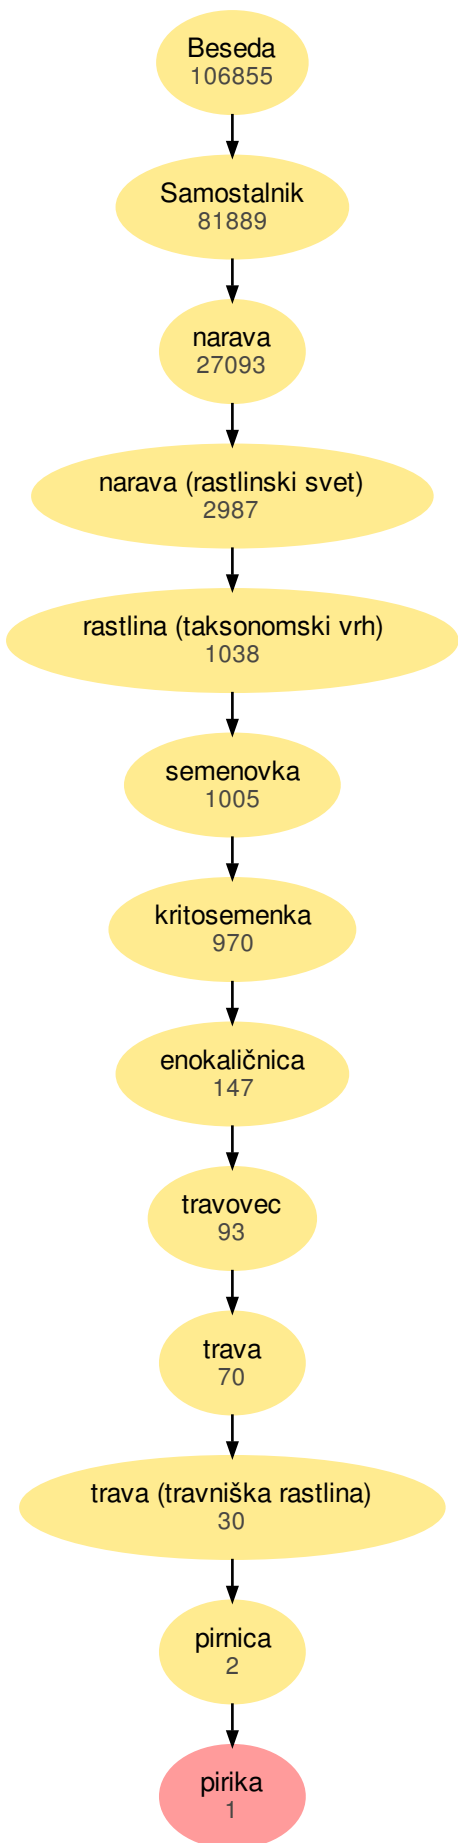 Beseda
106855
Samostalnik
81889
narava
27093
narava (rastlinski svet)
2987
rastlina (taksonomski vrh)
1038
semenovka
1005
kritosemenka
970
enokaličnica
147
travovec
93
trava
70
trava (travniška rastlina)
30
pirnica
2
pirika
1